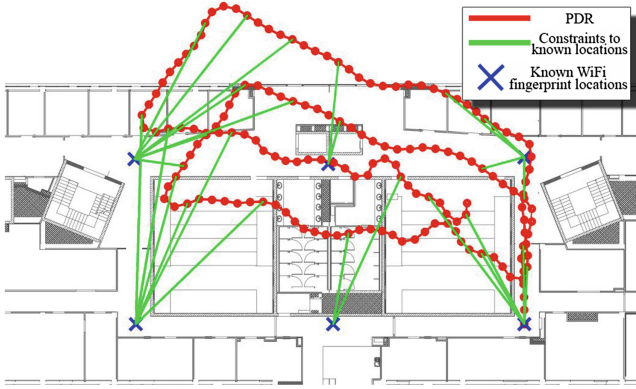 PDR
Constraints to
known locations
Known WiFi
fingerprint locations